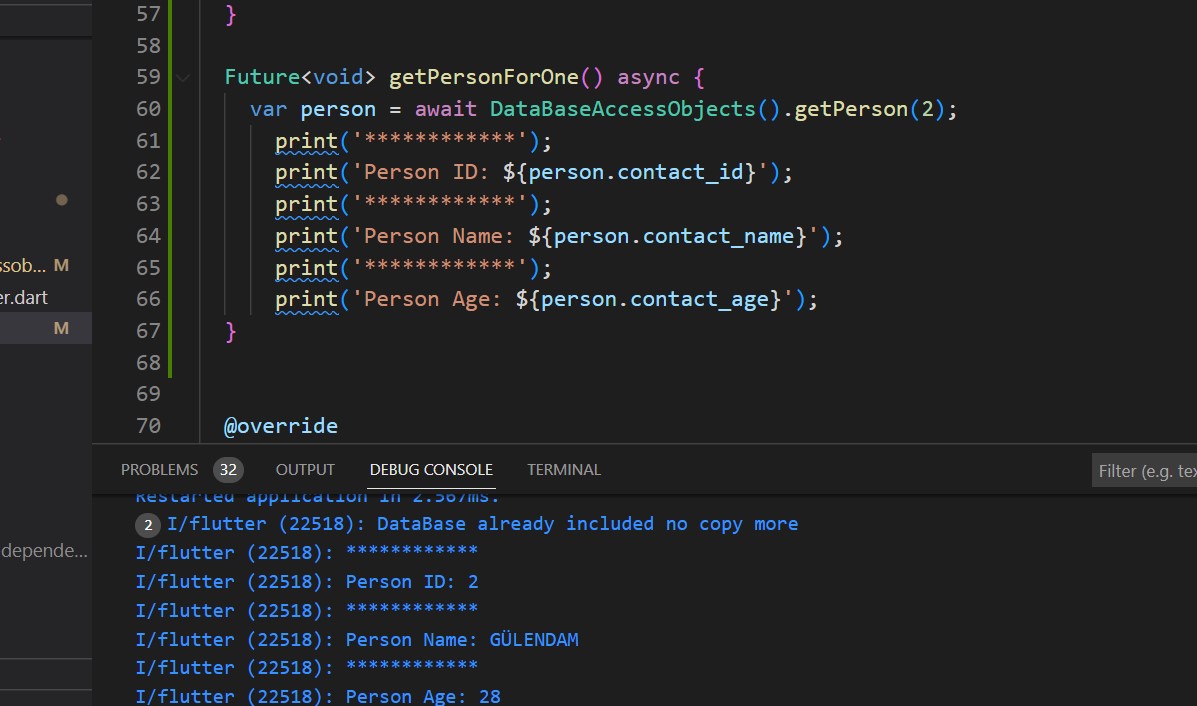 57 }
58
59 Future<void> getPersonForOne() async {
60 var person = await DataBaseAccessObjects().getPerson(2);
61 print('************');
62 print('Person ID: ${person.contact_id}');
63 print('************');
64 print('Person Name: ${person.contact_name}');
65 print('************');
66 print('Person Age: ${person.contact_age}');
67 }
68
69
70 @override
ssob... M
er.dart
M
PROBLEMS 32 OUTPUT DEBUG CONSOLE TERMINAL Filter (e.g. tex
Restarted application in 2.567ms.
2 I/flutter (22518): DataBase already included no copy more
I/flutter (22518): ************
I/flutter (22518): Person ID: 2
I/flutter (22518): ************
I/flutter (22518): Person Name: GÜLENDAM
I/flutter (22518): ************
I/flutter (22518): Person Age: 28
depende...